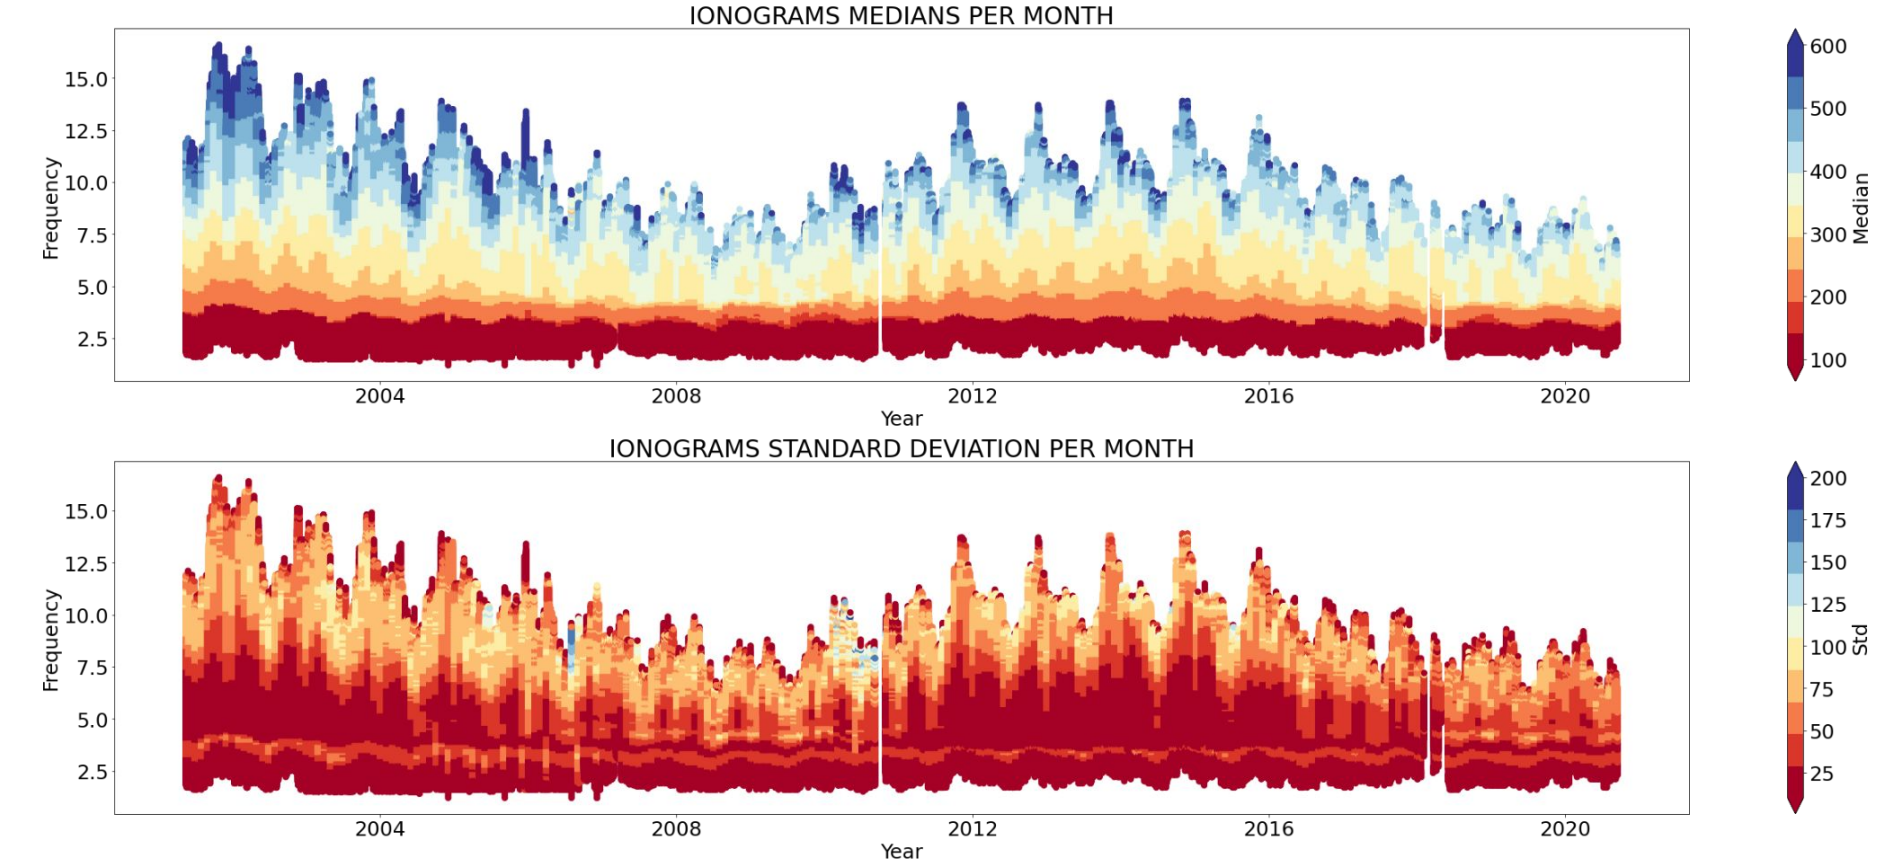 IONOGRAMS MEDIANS PER MONTH
15.0
12.5
10.0
7.5
5.0
2.5
Frequency
2004 2008 2012 2016 2020
Year
600
500
400
300
200
100
Median
IONOGRAMS STANDARD DEVIATION PER MONTH
15.0
12.5
10.0
7.5
5.0
2.5
Frequency
2004 2008 2012 2016 2020
Year
200
175
150
125
100
75
50
25
Std